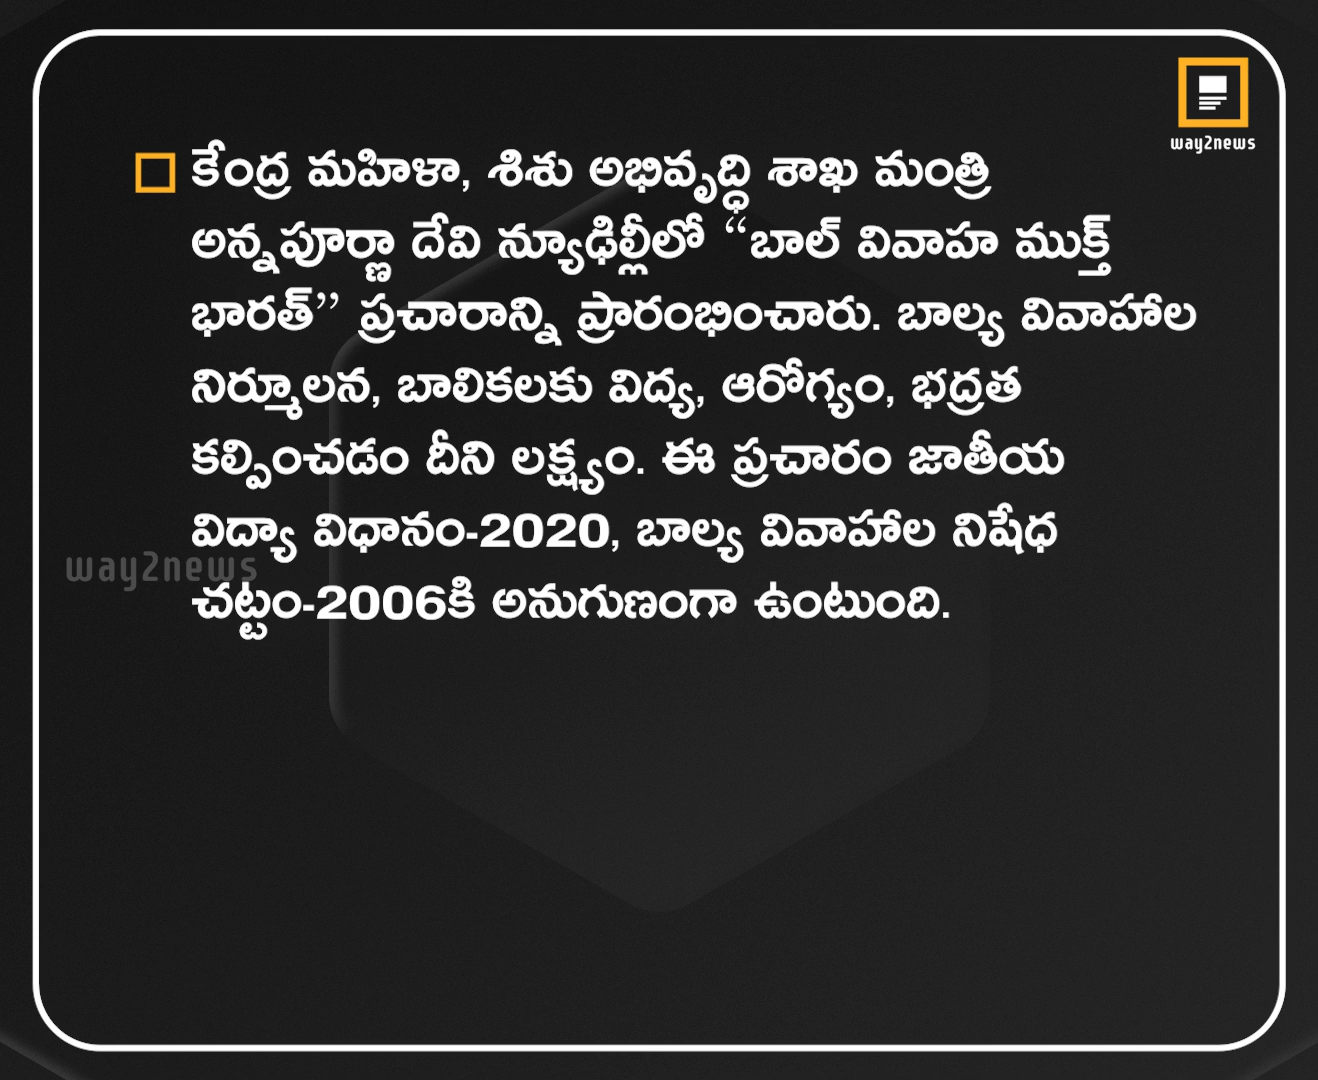 way2news
కేంద్ర మహిళా, శిశు అభివృద్ధి శాఖ మంత్రి
అన్నపూర్ణా దేవి న్యూఢిల్లీలో “బాల్ వివాహ ముక్త్
భారత్” ప్రచారాన్ని ప్రారంభించారు. బాల్య వివాహాల
నిర్మూలన, బాలికలకు విద్య, ఆరోగ్యం, భద్రత
కల్పించడం దీని లక్ష్యం. ఈ ప్రచారం జాతీయ
విద్యా విధానం-2020, బాల్య వివాహాల నిషేధ
way2news
చట్టం-2006కి అనుగుణంగా ఉంటుంది.